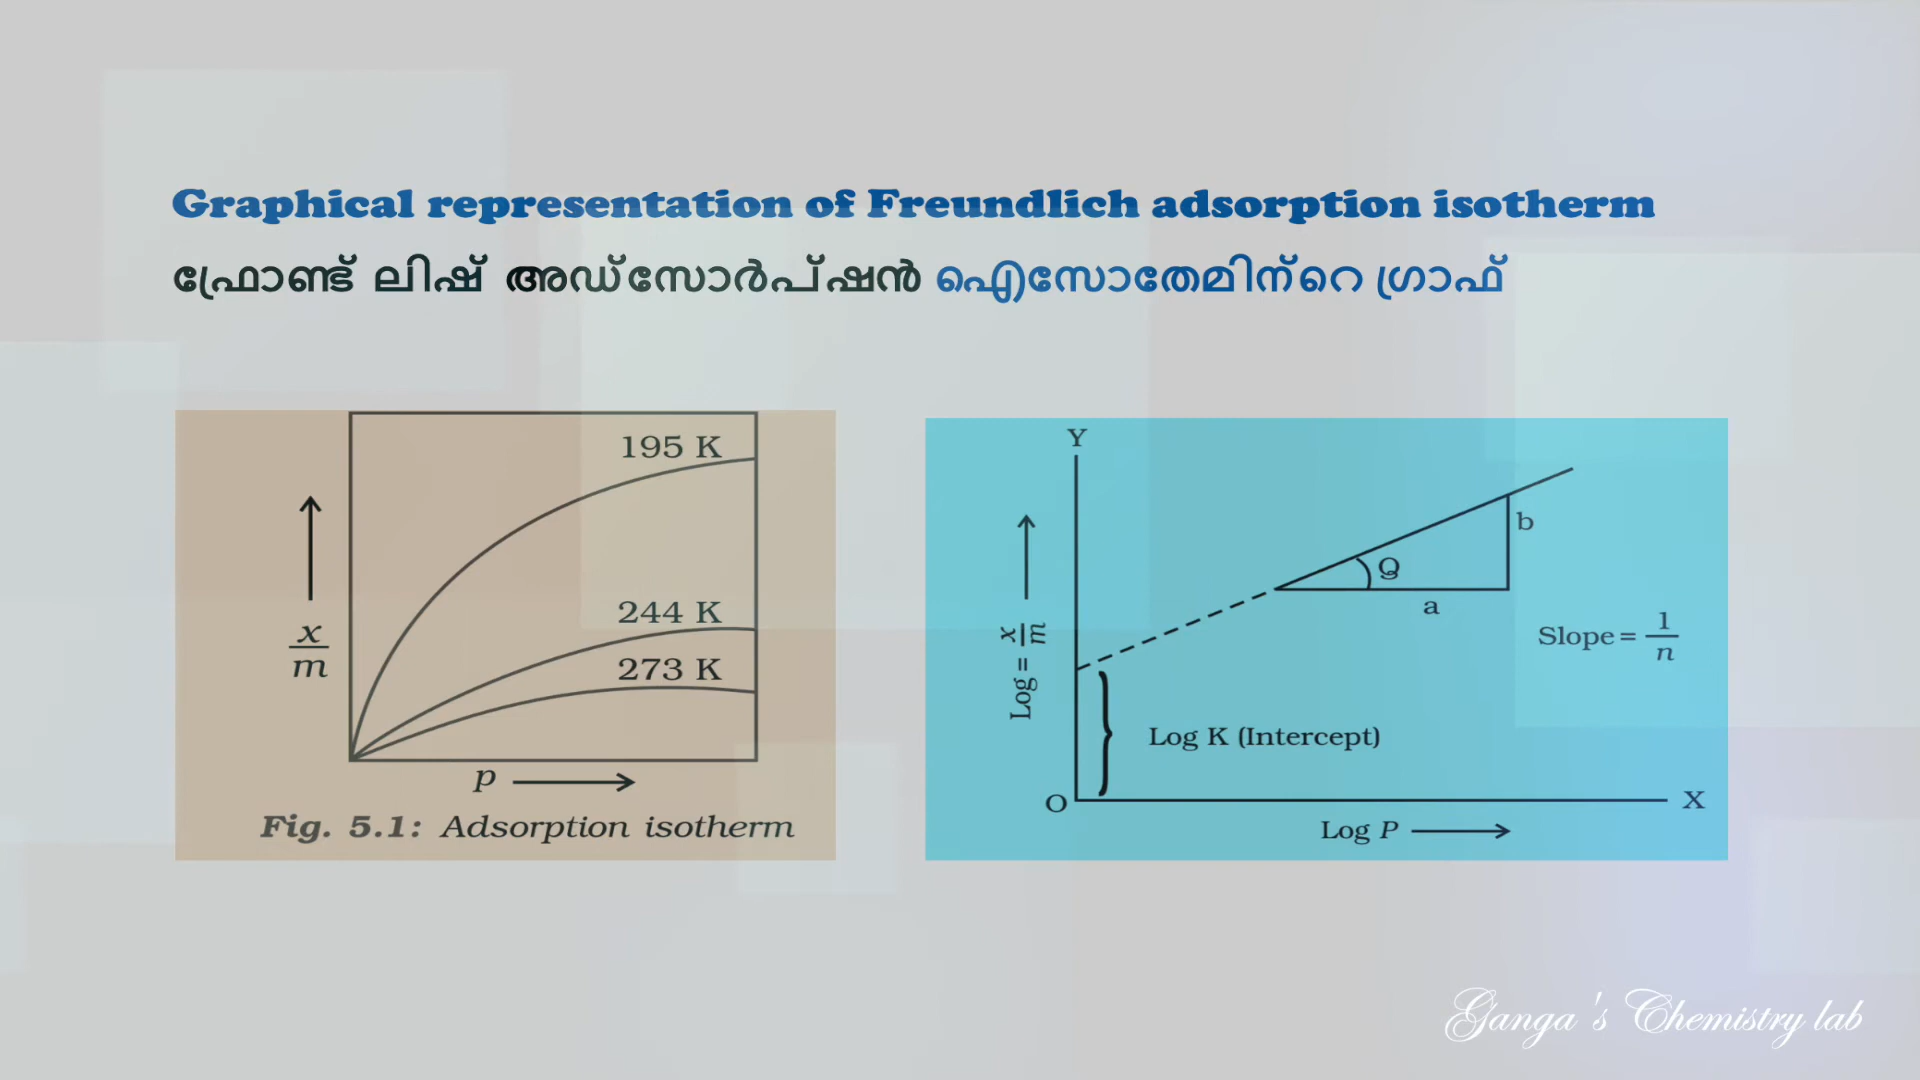 Graphical representation of Freundlich adsorption isotherm
ഫ്രോണ്ട് ലിഷ് അഡ്സോർപ്ഷൻ ഐസോതേമിന്റെ ഗ്രാഫ്
195 K
244 K
273 K
x
m
p
Fig. 5.1: Adsorption isotherm
Y
b
Q
a
Slope = 1/n
Log = x/m
Log K (Intercept)
O
X
Log P
Ganga's Chemistry lab